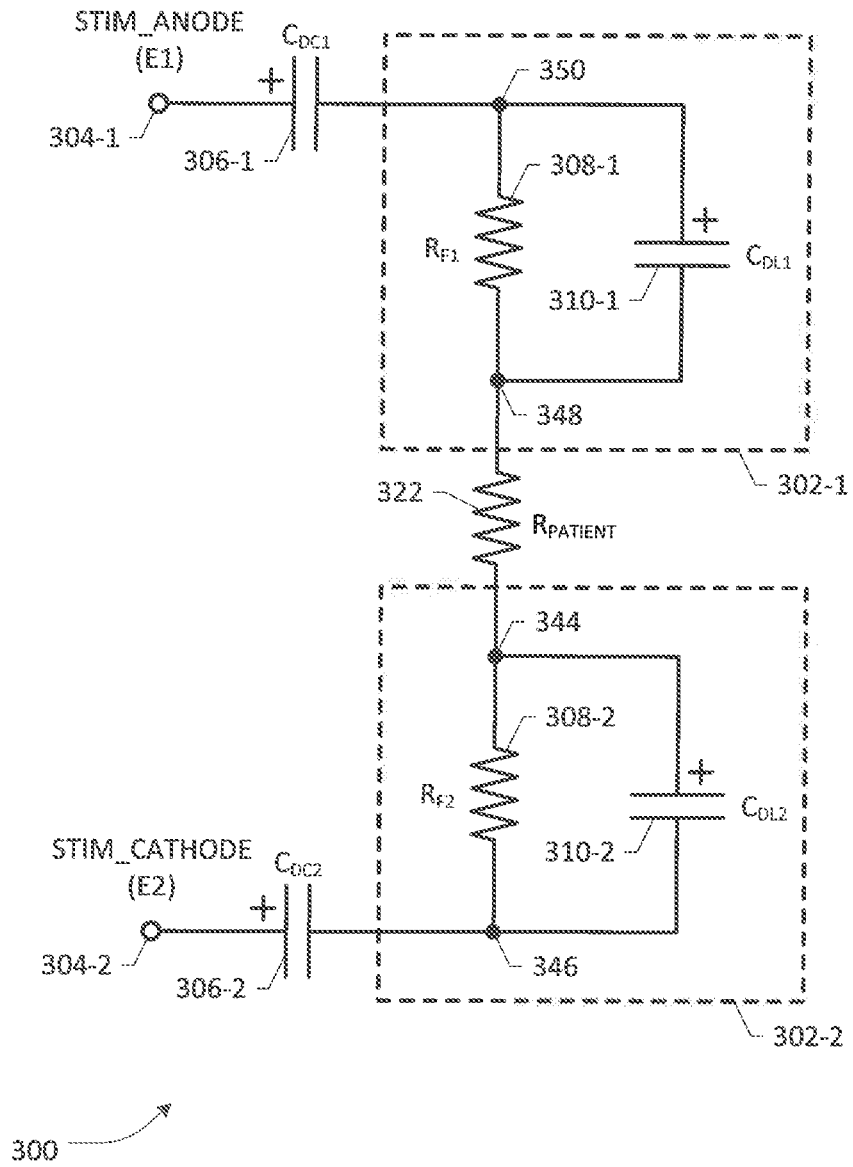 STIM_ANODE
(E1)
C_DC1
+
304-1
306-1
350
308-1
+
R_F1
C_DL1
310-1
348
302-1
322
R_PATIENT
344
308-2
+
R_F2
C_DL2
310-2
STIM_CATHODE
(E2)
C_DC2
+
304-2
306-2
346
302-2
300